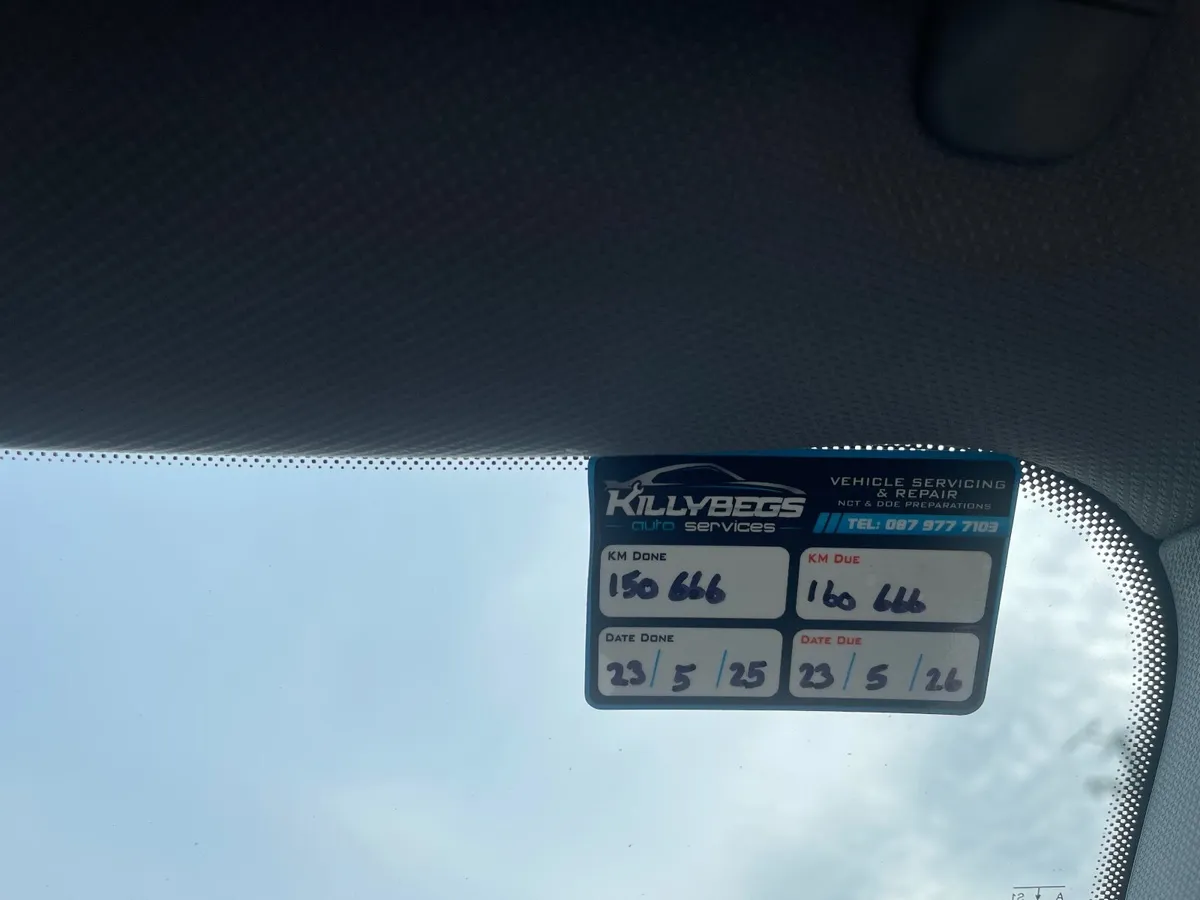 KILLYBEGS
auto services
VEHICLE SERVICING
& REPAIR
NCT & DOE PREPARATIONS
TEL: 087 977 7103
KM DONE
150 666
KM DUE
160 666
DATE DONE
23/5/25
DATE DUE
23/5/26